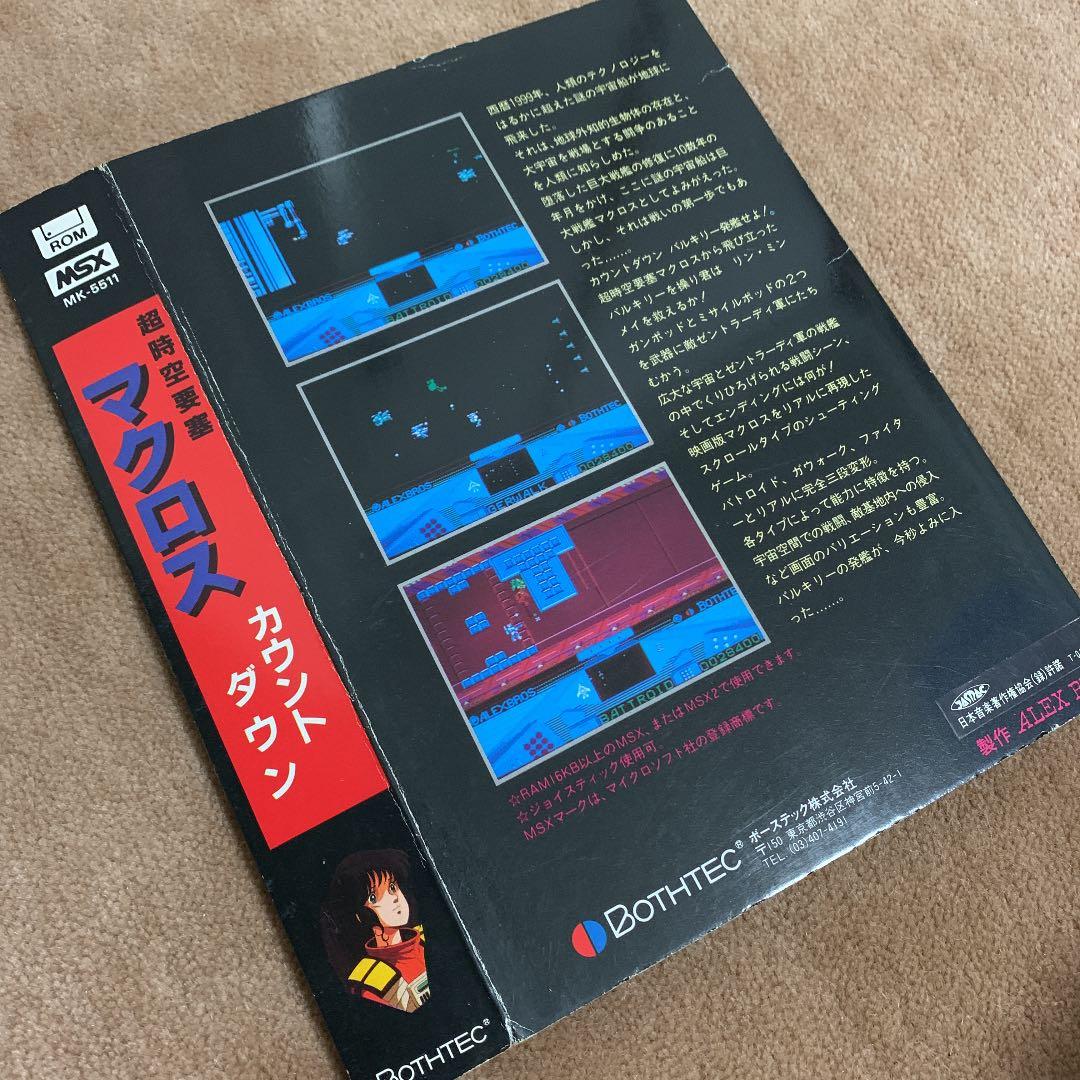 ROM
MSX
MK-5511
超時空要塞
マクロス
カウント
ダウン
BOTHTEC®
BOTHTEC
©ALEXBROS
BATTROID
0028400
BOTHTEC
©ALEXBROS
GERWALK
0028400
BOTHTEC
©ALEXBROS
BATTROID
0028400
西暦1999年、人類のテクノロジーを
はるかに超えた謎の宇宙船が地球に
飛来した。
それは、地球外知的生物体の存在と、
大宇宙を戦場とする闘争のあること
を人類に知らしめた。
墜落した巨大戦艦の修復に10数年の
年月をかけ、ここに謎の宇宙船は巨
大戦艦マクロスとしてよみがえった。
しかし、それは戦いの第一歩でもあ
った……。
カウントダウン バルキリー発艦せよ!。
超時空要塞マクロスから飛び立った
バルキリーを操り君は リン・ミン
メイを救えるか!
ガンポッドとミサイルポッドの2つ
を武器に敵ゼントラーディ軍にたち
むかう。
広大な宇宙とゼントラーディ軍の戦艦
の中でくりひろげられる戦闘シーン、
そしてエンディングには何が!
映画版マクロスをリアルに再現した
スクロールタイプのシューティング
ゲーム。
バトロイド、ガウォーク、ファイタ
ーとリアルに完全三段変形。
各タイプによって能力に特徴を持つ。
宇宙空間での戦闘、敵基地内への侵入
など画面のバリエーションも豊富。
バルキリーの発艦が、今秒よみに入
った……。
☆RAM16KB以上のMSX、またはMSX2で使用できます。
☆ジョイスティック使用可。
MSXマークは、マイクロソフト社の登録商標です。
JASRAC
日本音楽著作権協会(録)許諾 T-
製作 ALEX
BOTHTEC®
ボーステック株式会社
〒150 東京都渋谷区神宮前5-42-1
TEL. (03)407-4191